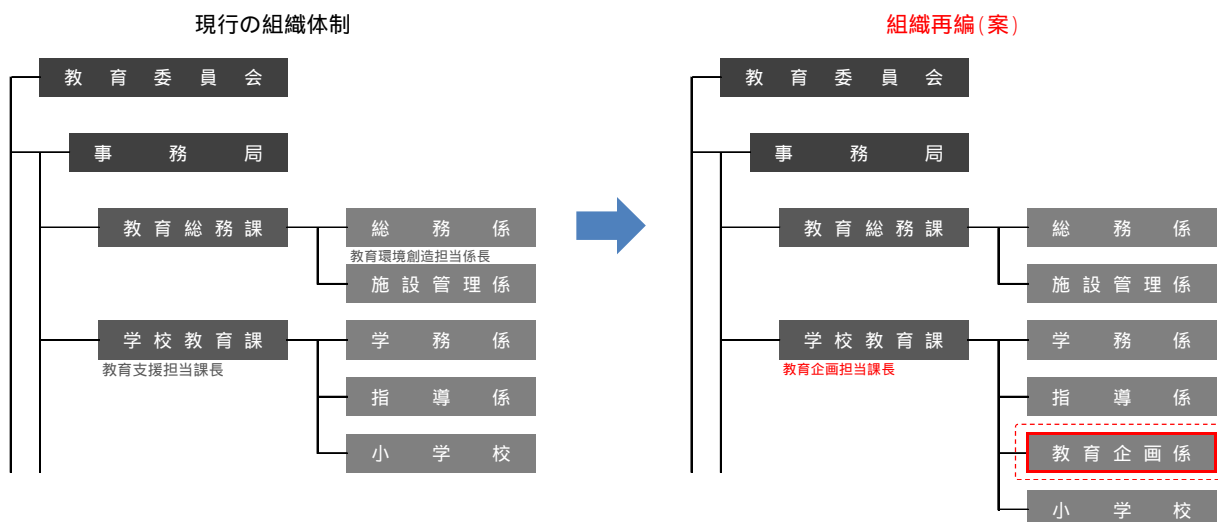 現行の組織体制
教育委員会
事務局
教育総務課
総務係
教育環境創造担当係長
施設管理係
学校教育課
教育支援担当課長
学務係
指導係
小学校
組織再編(案)
教育委員会
事務局
教育総務課
総務係
施設管理係
学校教育課
教育企画担当課長
学務係
指導係
教育企画係
小学校